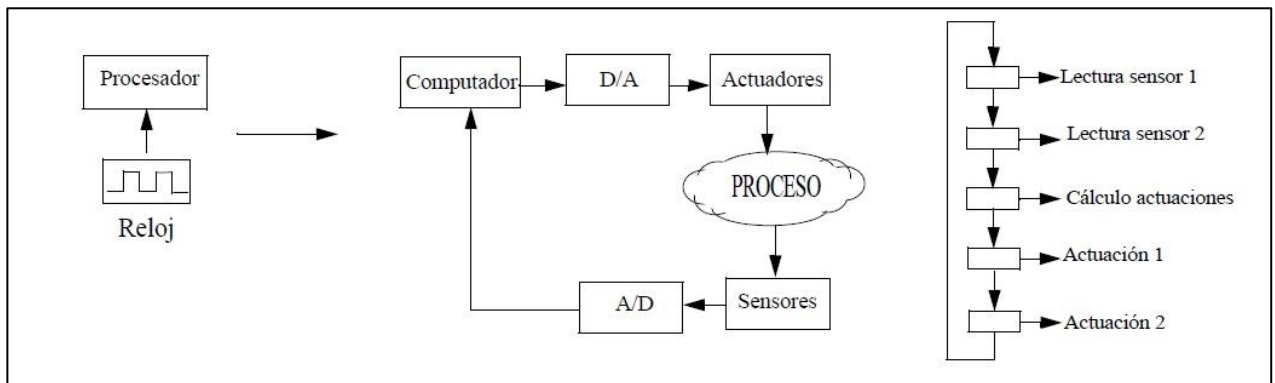 Procesador
Reloj
Computador
D/A
Actuadores
PROCESO
Sensores
A/D
Lectura sensor 1
Lectura sensor 2
Cálculo actuaciones
Actuación 1
Actuación 2